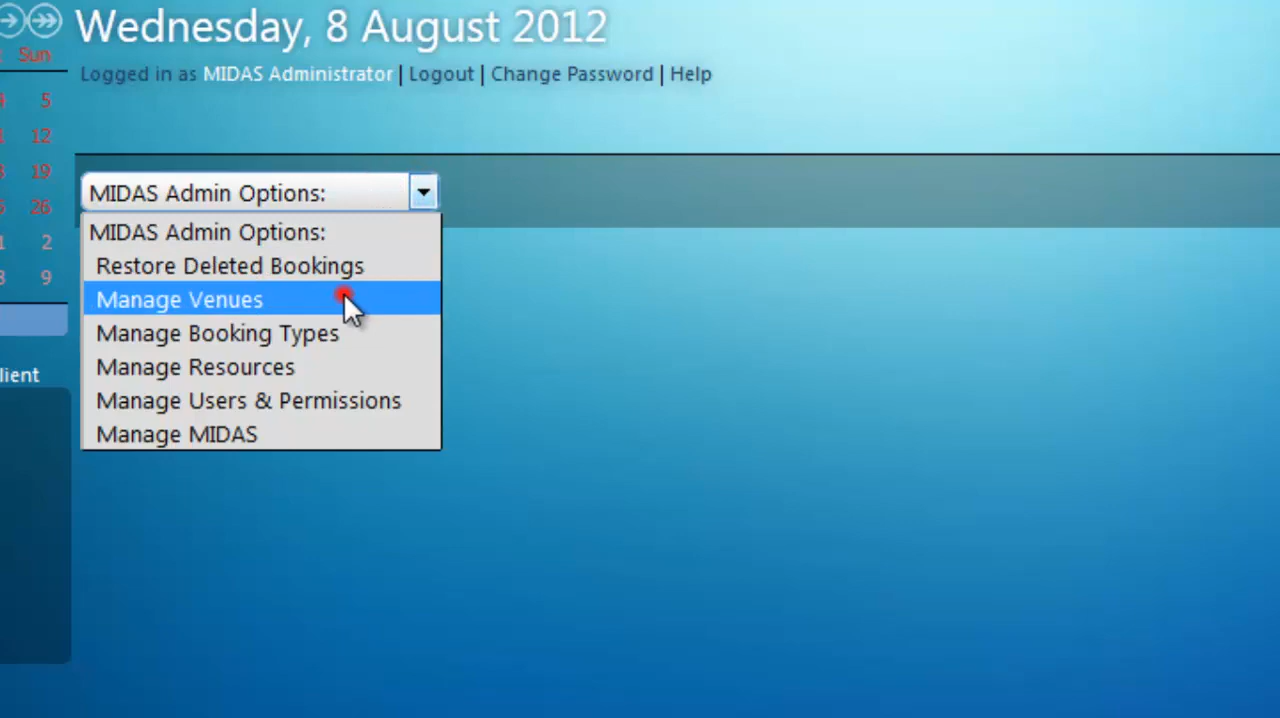 Wednesday, 8 August 2012
Sun
Logged in as MIDAS Administrator | Logout | Change Password | Help
5
12
19
26
2
9
MIDAS Admin Options:
MIDAS Admin Options:
Restore Deleted Bookings
Manage Venues
Manage Booking Types
Manage Resources
Manage Users & Permissions
Manage MIDAS